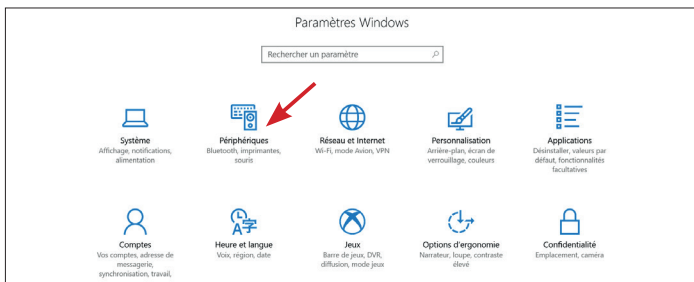 Paramètres Windows
Rechercher un paramètre
Système
Affichage, notifications,
alimentation
Périphériques
Bluetooth, imprimantes,
souris
Réseau et Internet
Wi-Fi, mode Avion, VPN
Personnalisation
Arrière-plan, écran de
verrouillage, couleurs
Applications
Désinstaller, valeurs par
défaut, fonctionnalités
facultatives
Comptes
Vos comptes, adresse de
messagerie,
synchronisation, travail,
Heure et langue
Voix, région, date
Jeux
Barre de jeux, DVR,
diffusion, mode jeux
Options d'ergonomie
Narrateur, loupe, contraste
élevé
Confidentialité
Emplacement, caméra